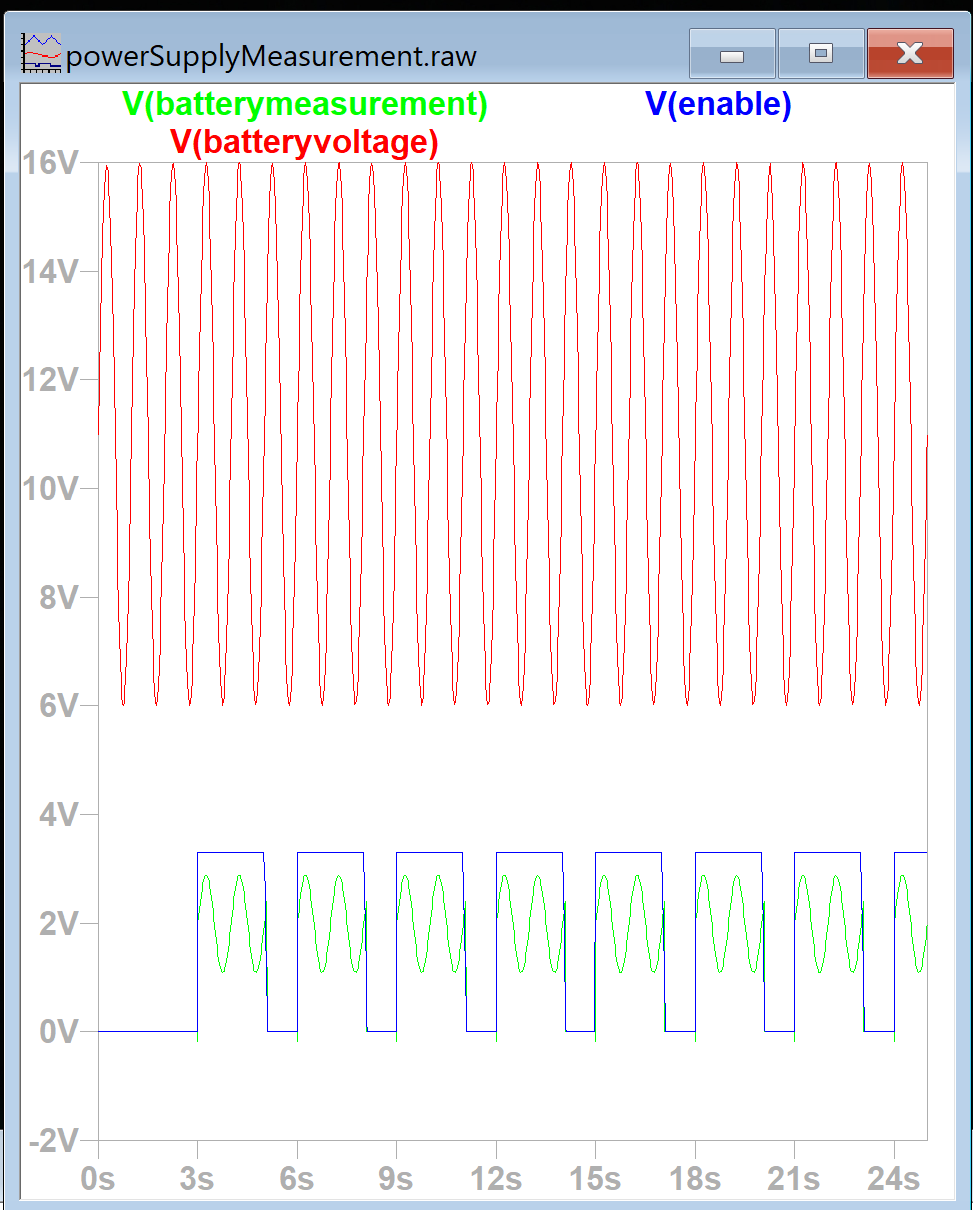 powerSupplyMeasurement.raw
V(batterymeasurement) V(enable)
V(batteryvoltage)
16V
14V
12V
10V
8V
6V
4V
2V
0V
-2V
0s 3s 6s 9s 12s 15s 18s 21s 24s